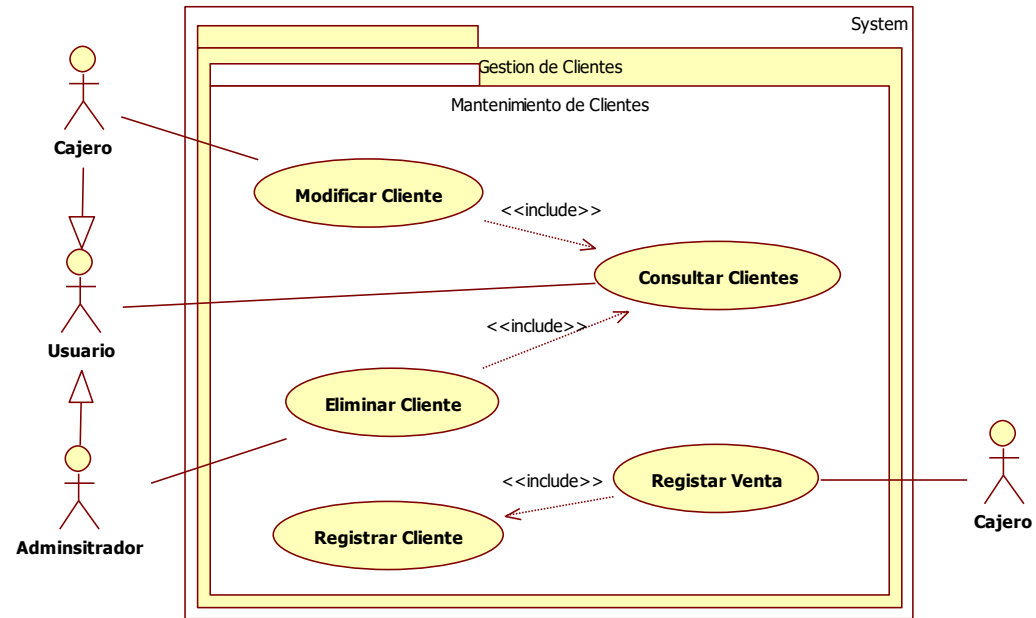 System
Gestion de Clientes
Mantenimiento de Clientes
Cajero
Modificar Cliente
<<include>>
Consultar Clientes
Usuario
<<include>>
Eliminar Cliente
Adminsitrador
<<include>>
Registar Venta
Cajero
Registrar Cliente